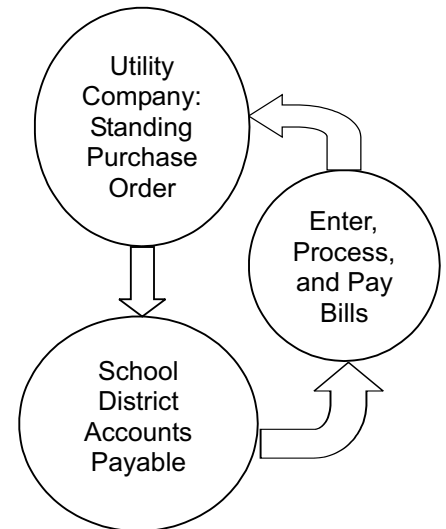 Utility
Company:
Standing
Purchase
Order
Enter,
Process,
and Pay
Bills
School
District
Accounts
Payable